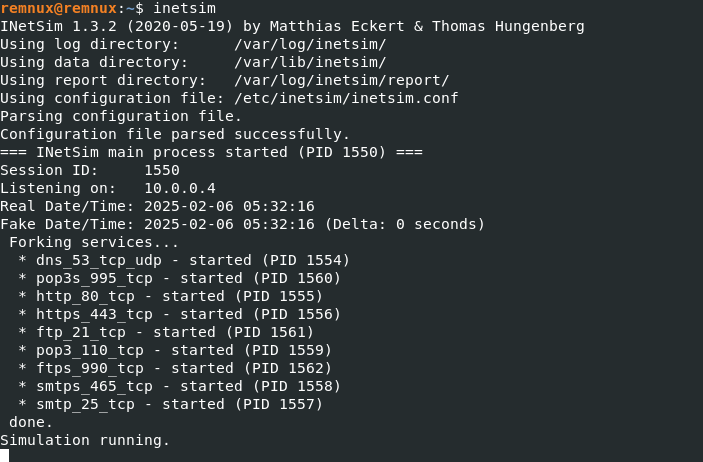 remnux@remnux:~$ inetsim
INetSim 1.3.2 (2020-05-19) by Matthias Eckert & Thomas Hungenberg
Using log directory:      /var/log/inetsim/
Using data directory:     /var/lib/inetsim/
Using report directory:   /var/log/inetsim/report/
Using configuration file: /etc/inetsim/inetsim.conf
Parsing configuration file.
Configuration file parsed successfully.
=== INetSim main process started (PID 1550) ===
Session ID:     1550
Listening on:   10.0.0.4
Real Date/Time: 2025-02-06 05:32:16
Fake Date/Time: 2025-02-06 05:32:16 (Delta: 0 seconds)
 Forking services...
  * dns_53_tcp_udp - started (PID 1554)
  * pop3s_995_tcp - started (PID 1560)
  * http_80_tcp - started (PID 1555)
  * https_443_tcp - started (PID 1556)
  * ftp_21_tcp - started (PID 1561)
  * pop3_110_tcp - started (PID 1559)
  * ftps_990_tcp - started (PID 1562)
  * smtps_465_tcp - started (PID 1558)
  * smtp_25_tcp - started (PID 1557)
 done.
Simulation running.